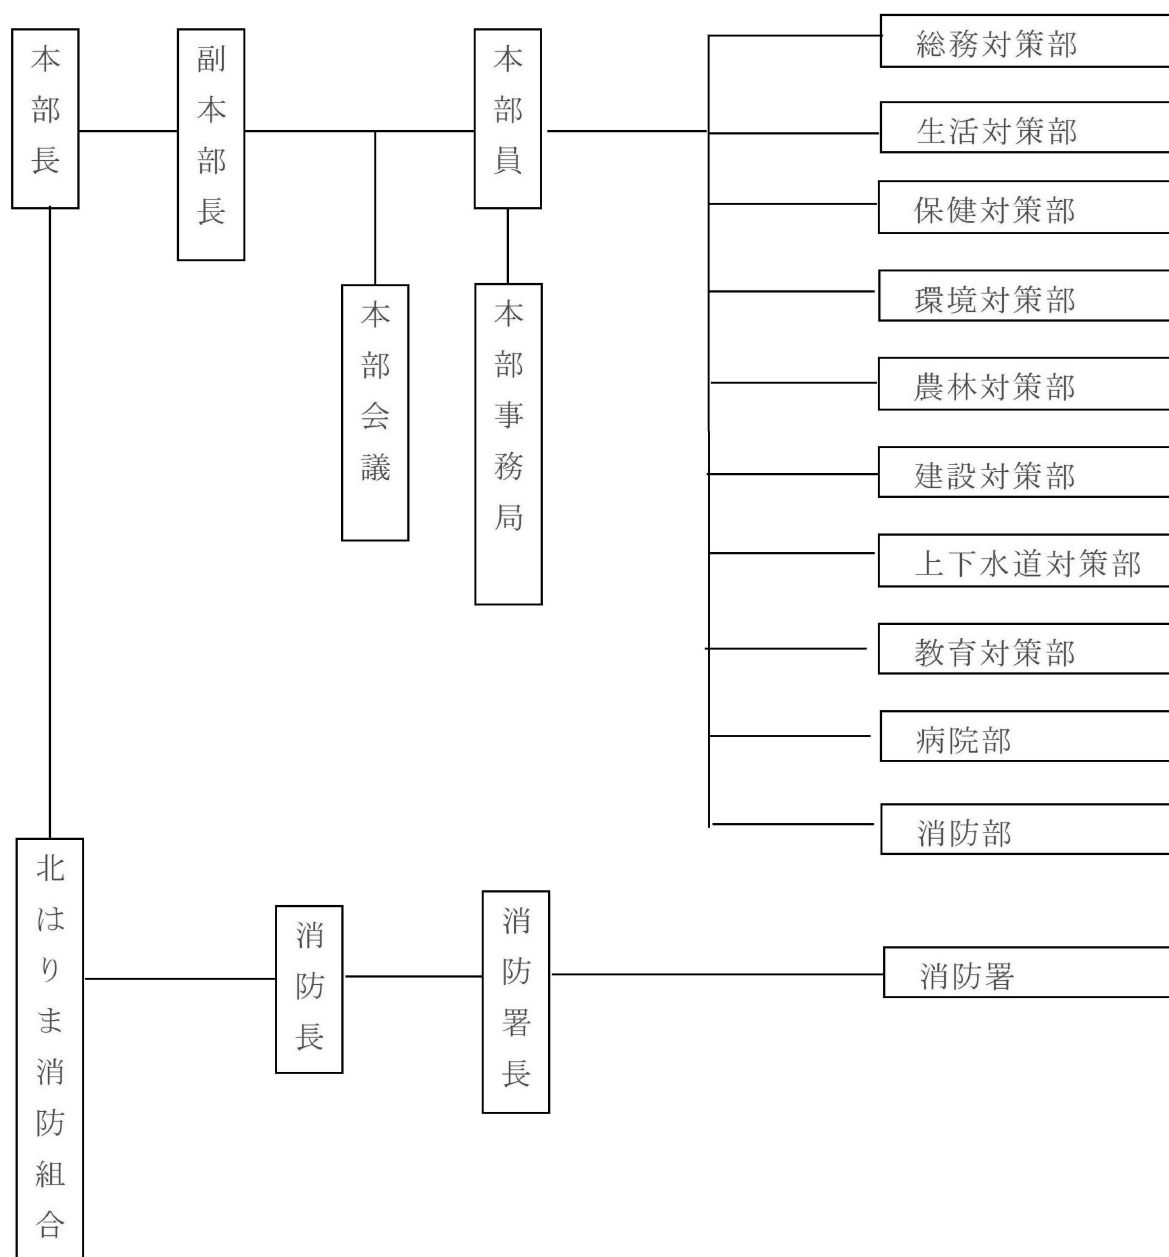 本部長
副本部長
本部員
本部会議
本部事務局
総務対策部
生活対策部
保健対策部
環境対策部
農林対策部
建設対策部
上下水道対策部
教育対策部
病院部
消防部
北はりま消防組合
消防長
消防署長
消防署